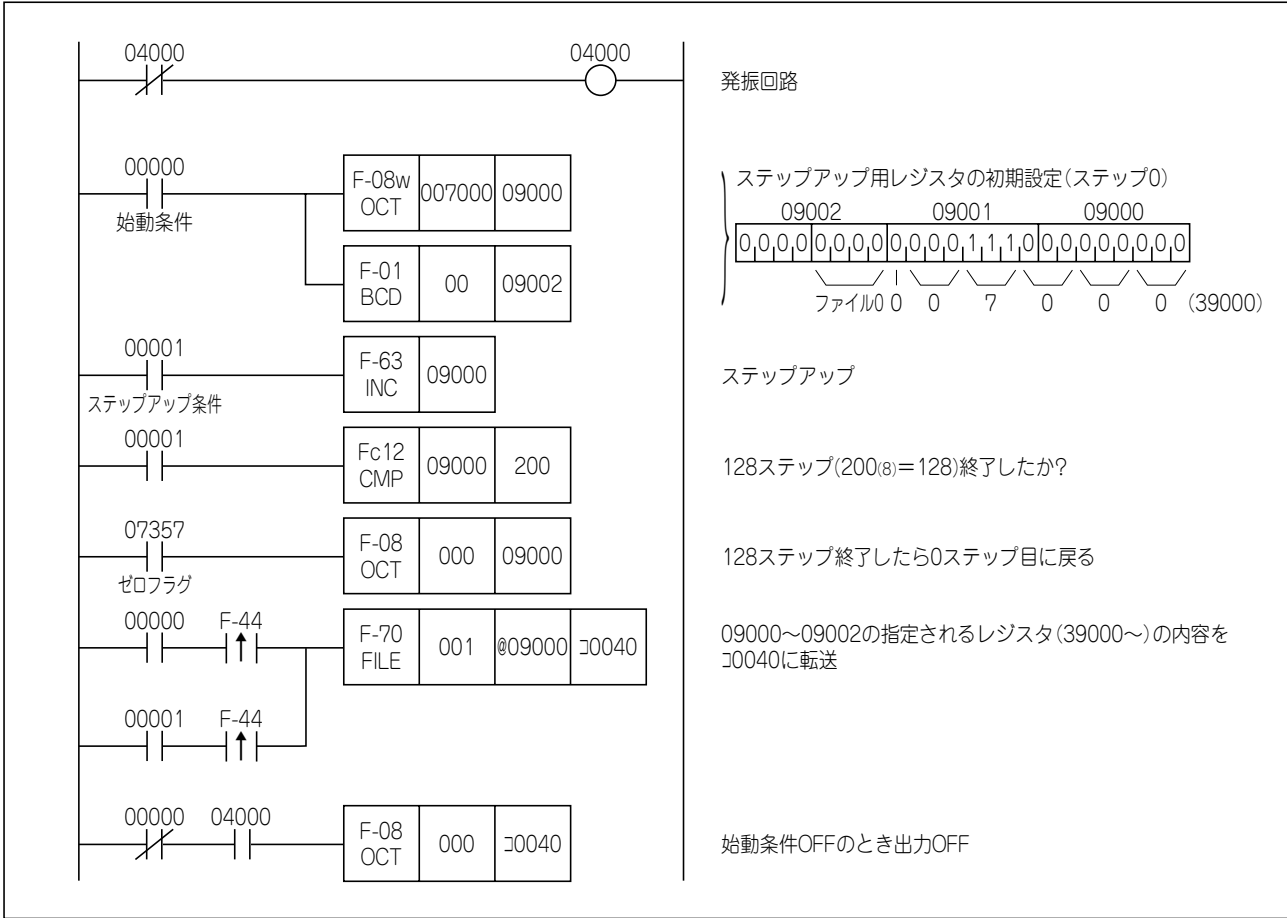 04000 04000
発振回路
00000
F-08w OCT 007000 09000
始動条件
F-01 BCD 00 09002
ステップアップ用レジスタの初期設定(ステップ0)
09002 09001 09000
0 0 0 0 0 0 0 0 0 0 0 0 1 1 1 0 0 0 0 0 0 0 0 0
ファイル0 0 0 7 0 0 0 (39000)
00001
F-63 INC 09000
ステップアップ条件
ステップアップ
00001
Fc12 CMP 09000 200
128ステップ(200(8)=128)終了したか?
07357
F-08 OCT 000 09000
ゼロフラグ
128ステップ終了したら0ステップ目に戻る
00000 F-44
F-70 FILE 001 @09000 コ0040
09000~09002の指定されるレジスタ(39000~)の内容を
コ0040に転送
00001 F-44
00000 04000
F-08 OCT 000 コ0040
始動条件OFFのとき出力OFF